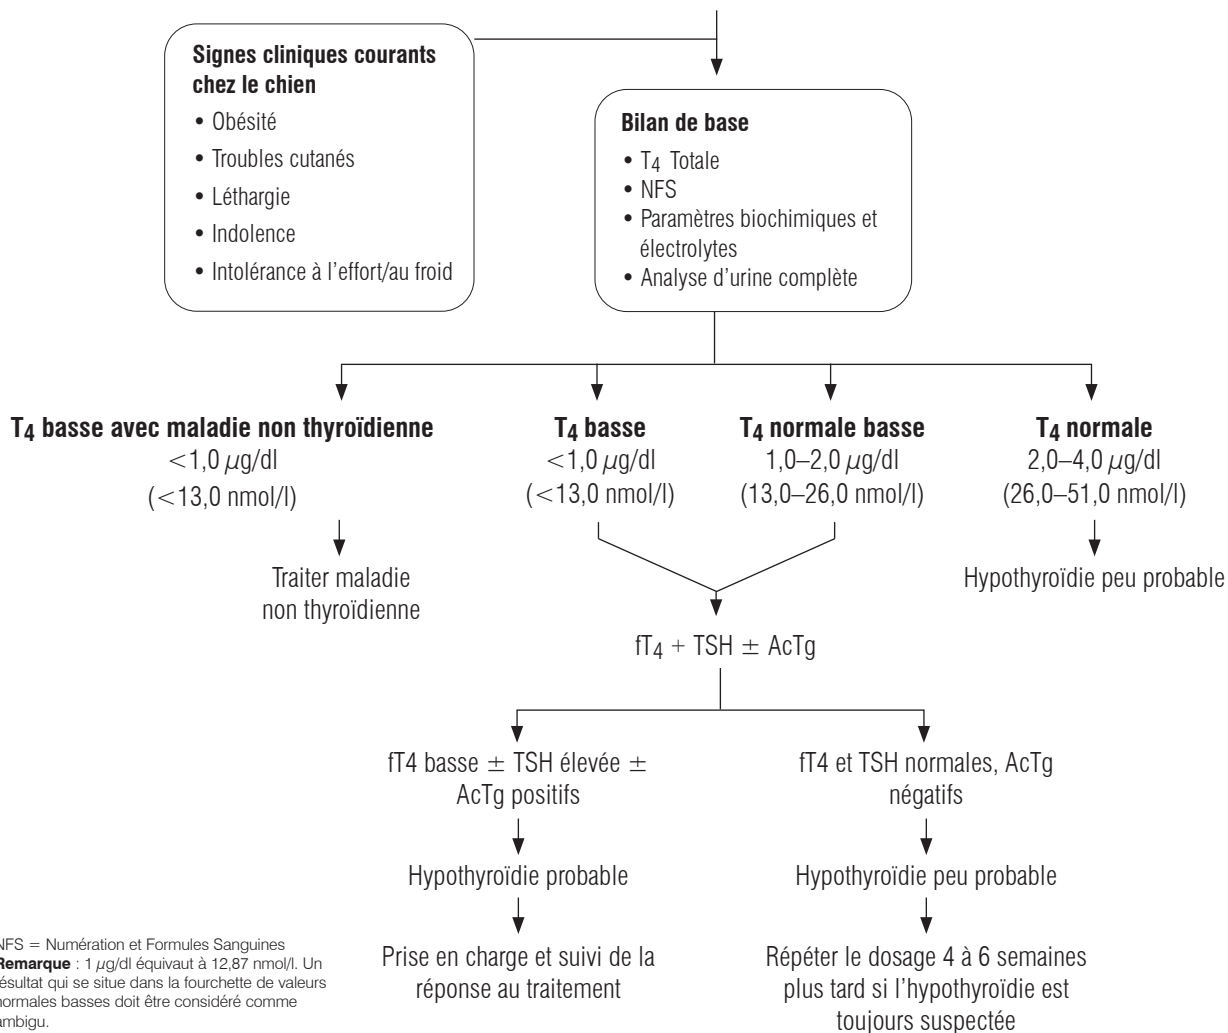 Signes cliniques courants
chez le chien
• Obésité
• Troubles cutanés
• Léthargie
• Indolence
• Intolérance à l’effort/au froid
Bilan de base
• T4 Totale
• NFS
• Paramètres biochimiques et
électrolytes
• Analyse d’urine complète
T4 basse avec maladie non thyroïdienne
<1,0 µg/dl
(<13,0 nmol/l)
Traiter maladie
non thyroïdienne
T4 basse
<1,0 µg/dl
(<13,0 nmol/l)
T4 normale basse
1,0–2,0 µg/dl
(13,0–26,0 nmol/l)
T4 normale
2,0–4,0 µg/dl
(26,0–51,0 nmol/l)
Hypothyroïdie peu probable
fT4 + TSH ± AcTg
fT4 basse ± TSH élevée ±
AcTg positifs
Hypothyroïdie probable
Prise en charge et suivi de la
réponse au traitement
fT4 et TSH normales, AcTg
négatifs
Hypothyroïdie peu probable
Répéter le dosage 4 à 6 semaines
plus tard si l’hypothyroïdie est
toujours suspectée
NFS = Numération et Formules Sanguines
Remarque : 1 µg/dl équivaut à 12,87 nmol/l. Un
résultat qui se situe dans la fourchette de valeurs
normales basses doit être considéré comme
ambigu.